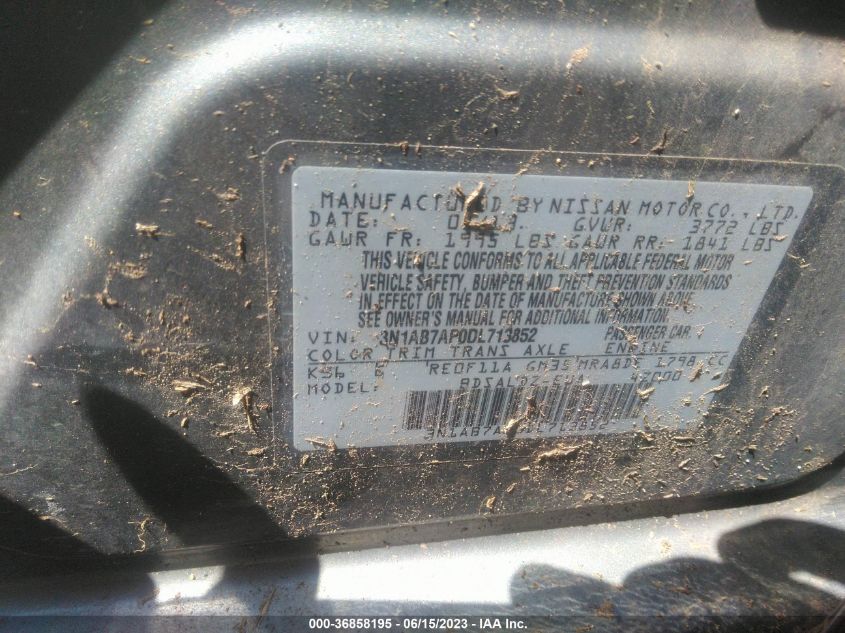 MANUFACTURED BY NISSAN MOTOR CO., LTD.
DATE: GVWR: 3772 LBS
GAWR FR: 1995 LBS GAWR RR: 1841 LBS
THIS VEHICLE CONFORMS TO ALL APPLICABLE FEDERAL MOTOR
VEHICLE SAFETY, BUMPER AND THEFT PREVENTION STANDARDS
IN EFFECT ON THE DATE OF MANUFACTURE SHOWN ABOVE.
SEE OWNER'S MANUAL FOR ADDITIONAL INFORMATION.
VIN: 3N1AB7AP0DL713852 PASSENGER CAR
COLOR TRIM TRANS AXLE ENGINE
RE0F11A GM35 MRA8DE 1798 CC
MODEL:
000-36858195 - 06/15/2023 - IAA Inc.